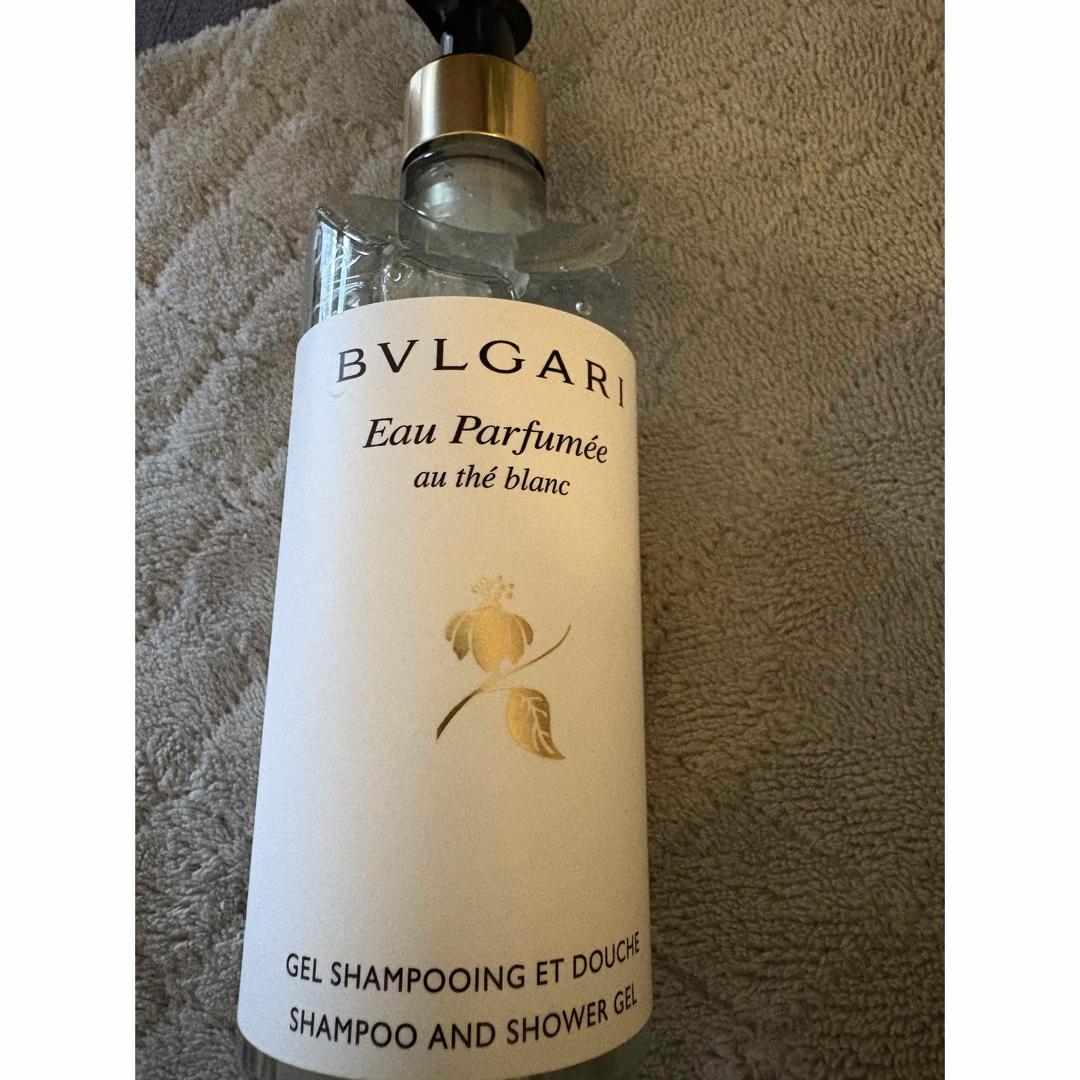 BVLGARI
Eau Parfumée
au thé blanc
GEL SHAMPOOING ET DOUCHE
SHAMPOO AND SHOWER GEL